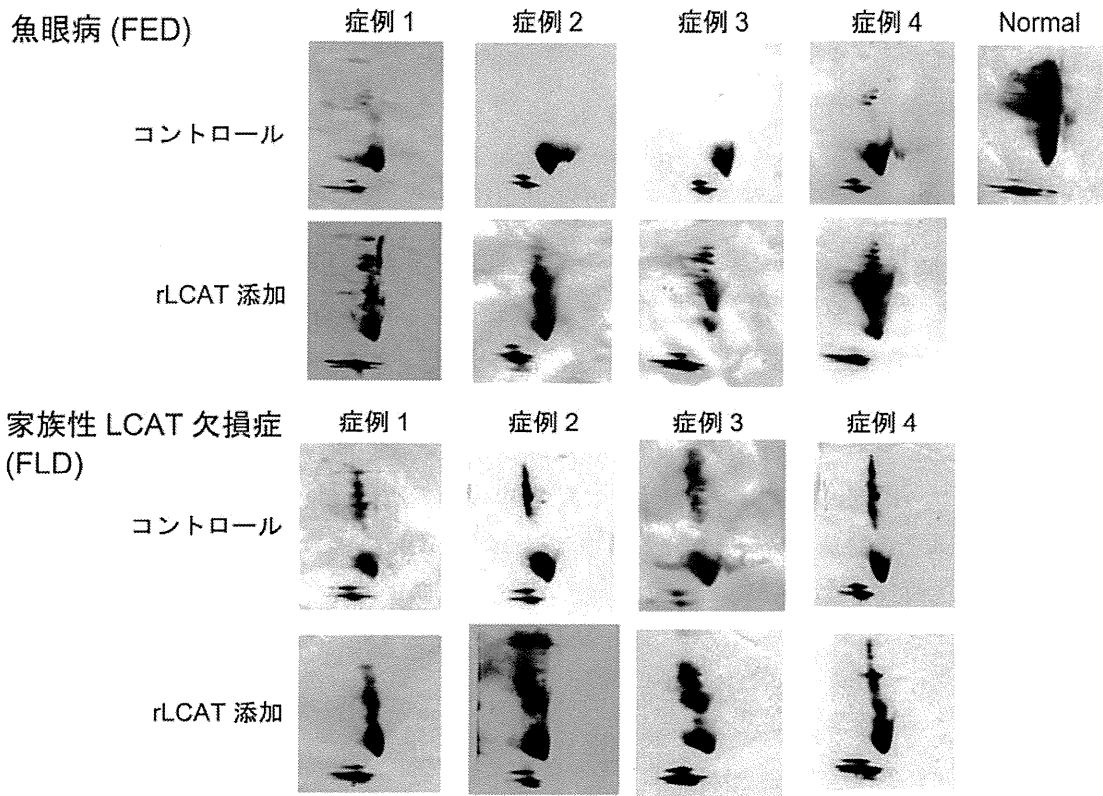 魚眼病 (FED)
症例 1 症例 2 症例 3 症例 4 Normal
コントロール
rLCAT 添加
家族性 LCAT 欠損症
(FLD)
症例 1 症例 2 症例 3 症例 4
コントロール
rLCAT 添加